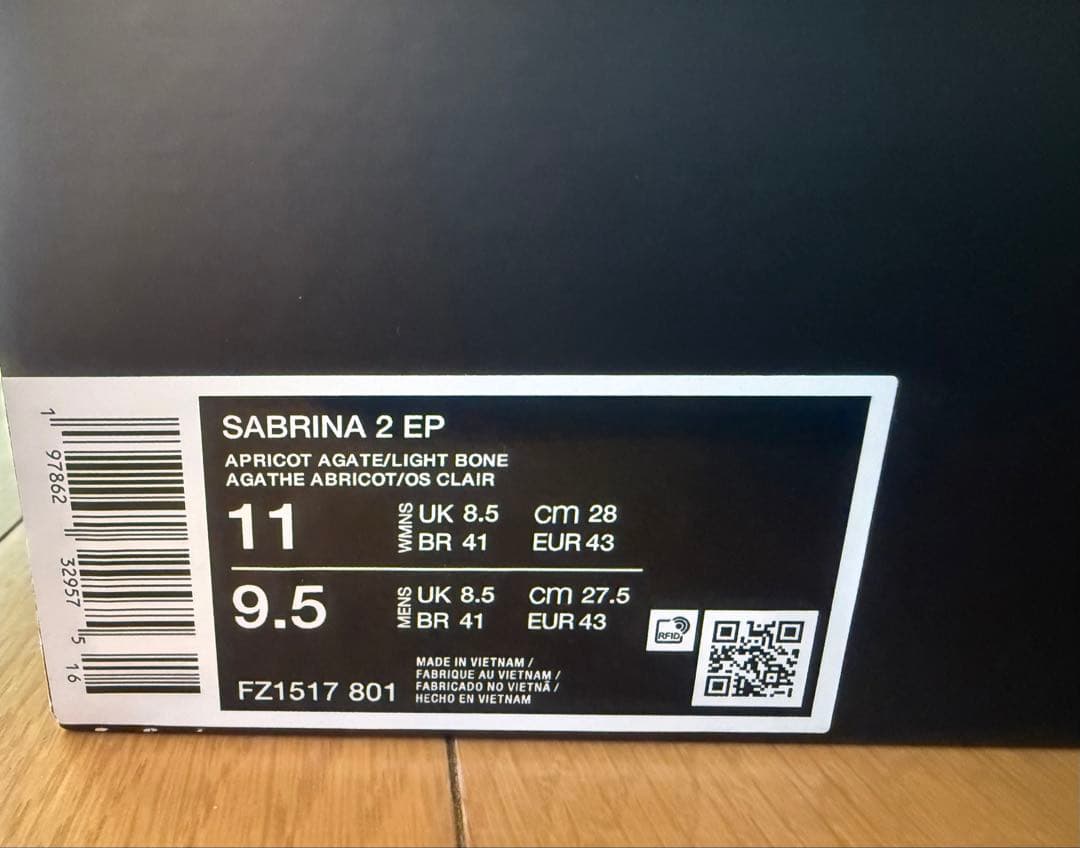 SABRINA 2 EP
APRICOT AGATE/LIGHT BONE
AGATHE ABRICOT/OS CLAIR
11
WMNS
UK 8.5 cm 28
BR 41 EUR 43
9.5
MENS
UK 8.5 cm 27.5
BR 41 EUR 43
FZ1517 801
MADE IN VIETNAM /
FABRIQUE AU VIETNAM /
FABRICADO NO VIETNÃ /
HECHO EN VIETNAM
RFID
1 97862 32957 5 16